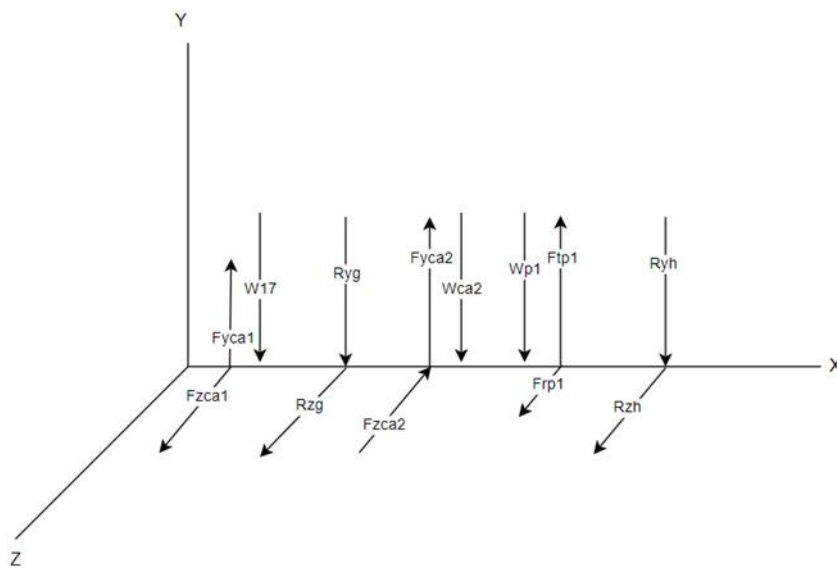 Y
Fyca2
Ftp1
Ryg
Wp1
Ryh
W17
Wca2
Fyca1
X
Fzca1
Frp1
Rzg
Rzh
Fzca2
Z